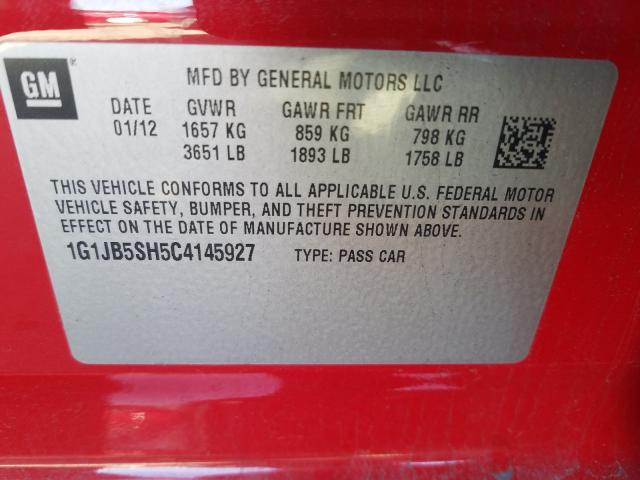 GM ®
MFD BY GENERAL MOTORS LLC
DATE GVWR GAWR FRT GAWR RR
01/12 1657 KG 859 KG 798 KG
3651 LB 1893 LB 1758 LB
THIS VEHICLE CONFORMS TO ALL APPLICABLE U.S. FEDERAL MOTOR
VEHICLE SAFETY, BUMPER, AND THEFT PREVENTION STANDARDS IN
EFFECT ON THE DATE OF MANUFACTURE SHOWN ABOVE.
1G1JB5SH5C4145927 TYPE: PASS CAR